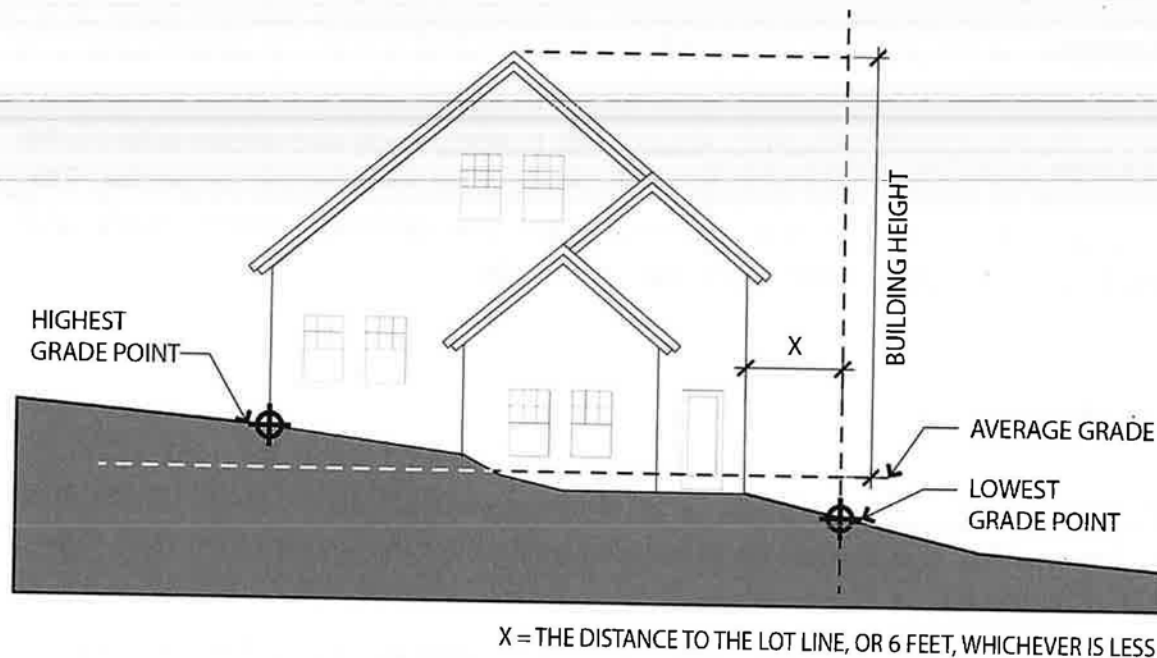 BUILDING HEIGHT
HIGHEST
GRADE POINT
X
AVERAGE GRADE
LOWEST
GRADE POINT
X = THE DISTANCE TO THE LOT LINE, OR 6 FEET, WHICHEVER IS LESS